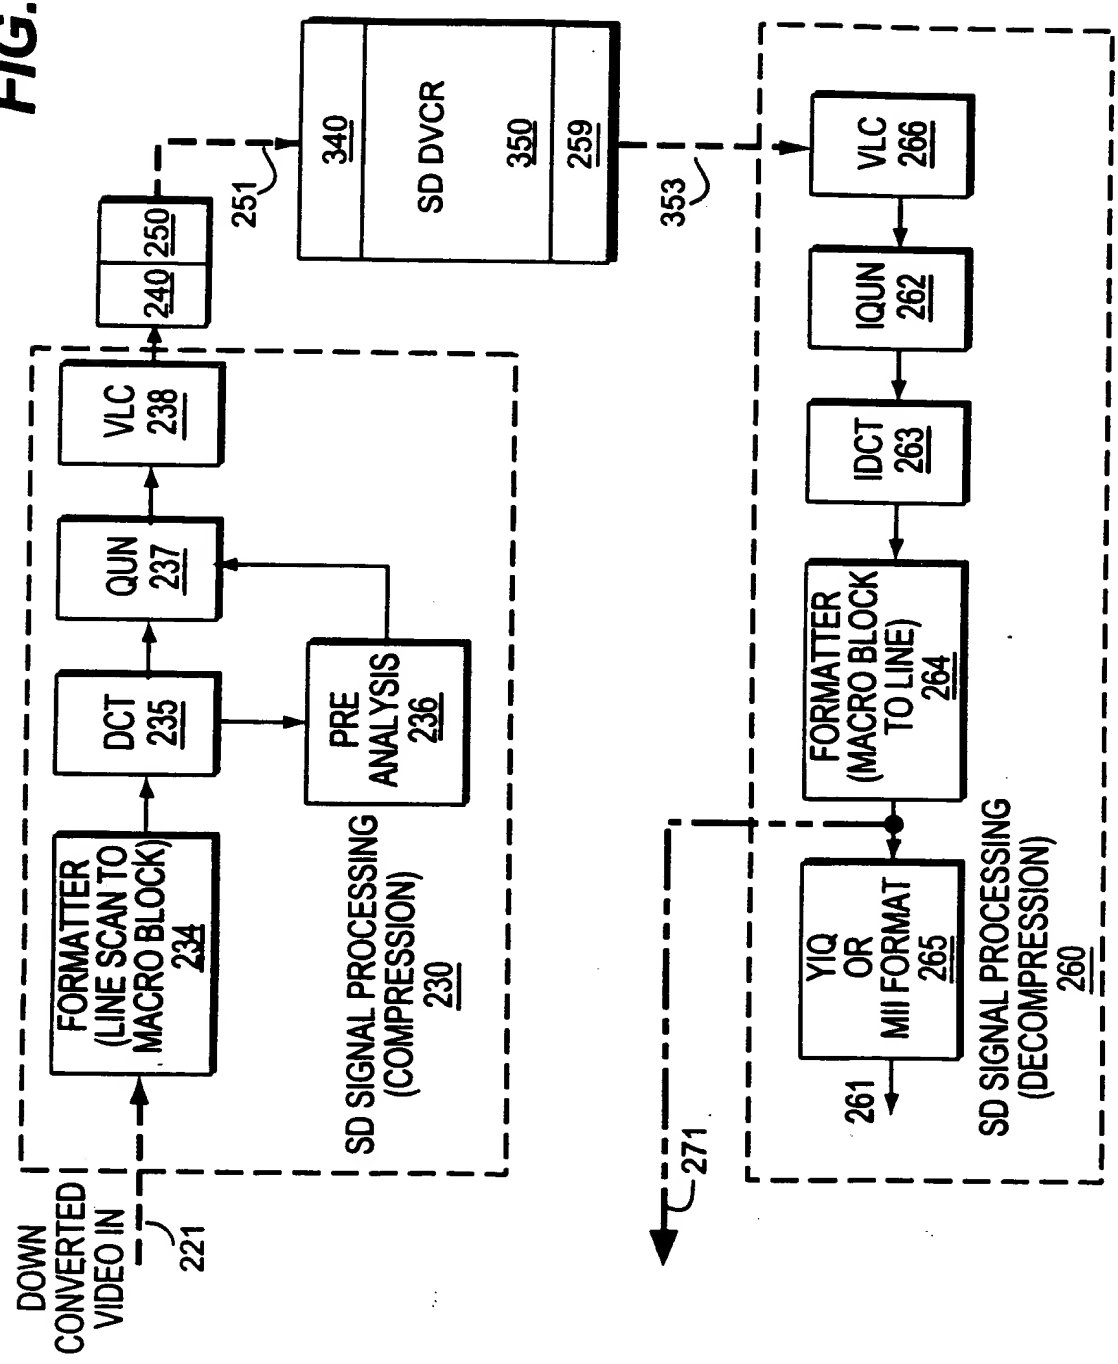 FIG.
DOWN
CONVERTED
VIDEO IN
221
FORMATTER
(LINE SCAN TO
MACRO BLOCK)
234
DCT
235
QUN
237
VLC
238
PRE
ANALYSIS
236
SD SIGNAL PROCESSING
(COMPRESSION)
230
240
250
251
340
SD DVCR
350
259
353
VLC
266
IQUN
262
IDCT
263
FORMATTER
(MACRO BLOCK
TO LINE)
264
YIQ
OR
MII FORMAT
265
261
271
SD SIGNAL PROCESSING
(DECOMPRESSION)
260